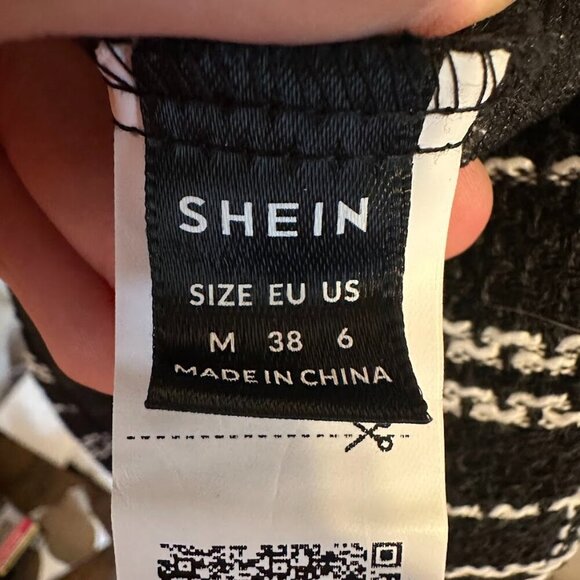 SHEIN
SIZE EU US
M 38 6
MADE IN CHINA